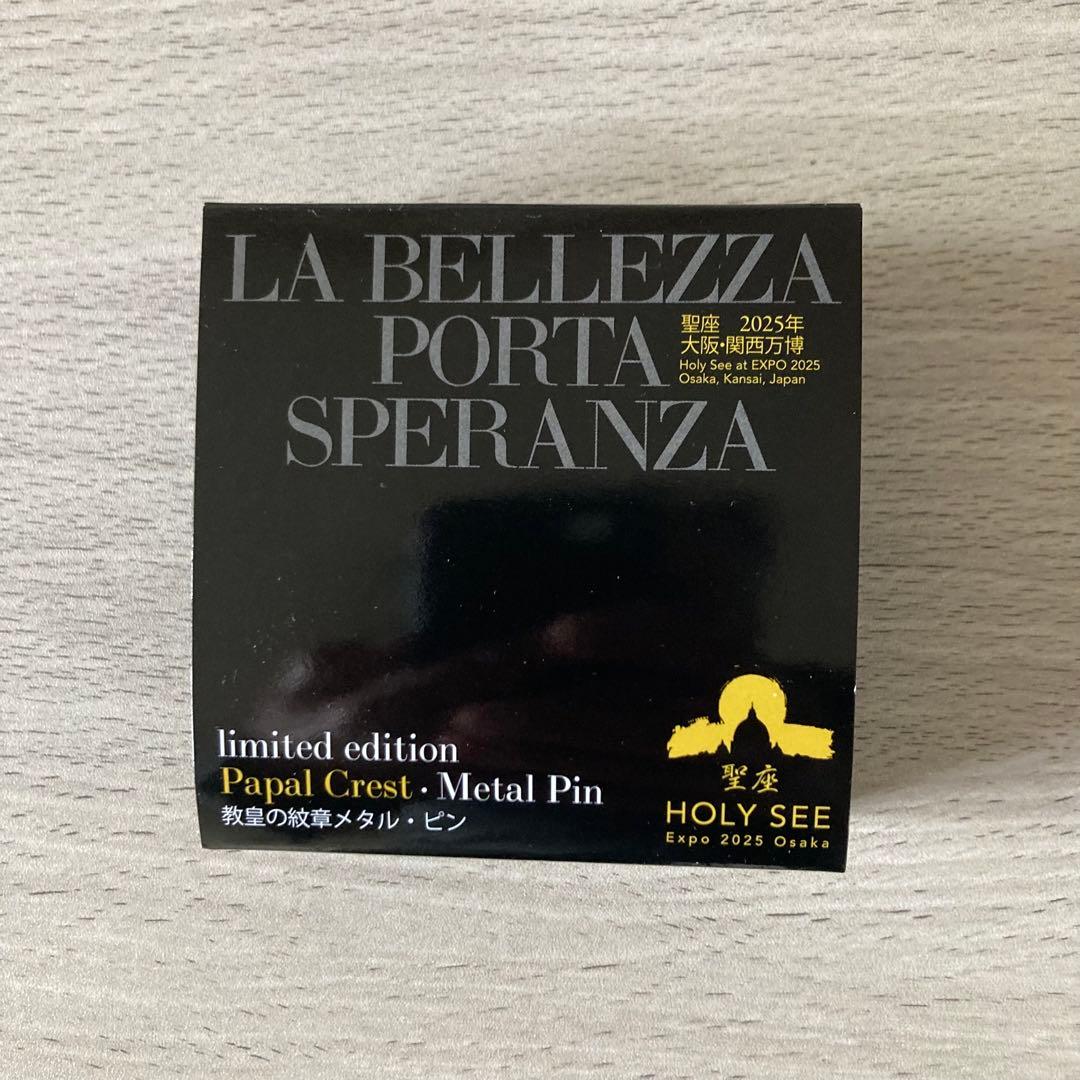 LA BELLEZZA
PORTA
SPERANZA
聖座　2025年
大阪・関西万博
Holy See at EXPO 2025
Osaka, Kansai, Japan
limited edition
Papal Crest · Metal Pin
教皇の紋章メタル・ピン
聖座
HOLY SEE
Expo 2025 Osaka